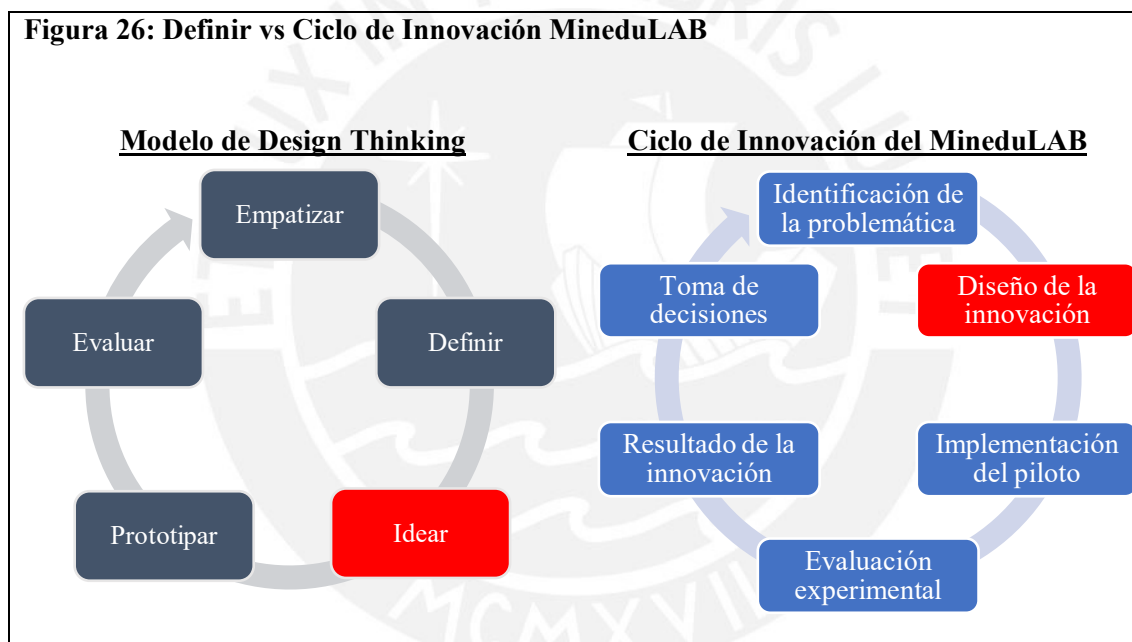 Figura 26: Definir vs Ciclo de Innovación MineduLAB
Modelo de Design Thinking
Empatizar
Definir
Idear
Prototipar
Evaluar
Ciclo de Innovación del MineduLAB
Identificación de
la problemática
Diseño de la
innovación
Implementación
del piloto
Evaluación
experimental
Resultado de la
innovación
Toma de
decisiones
MCMXVII